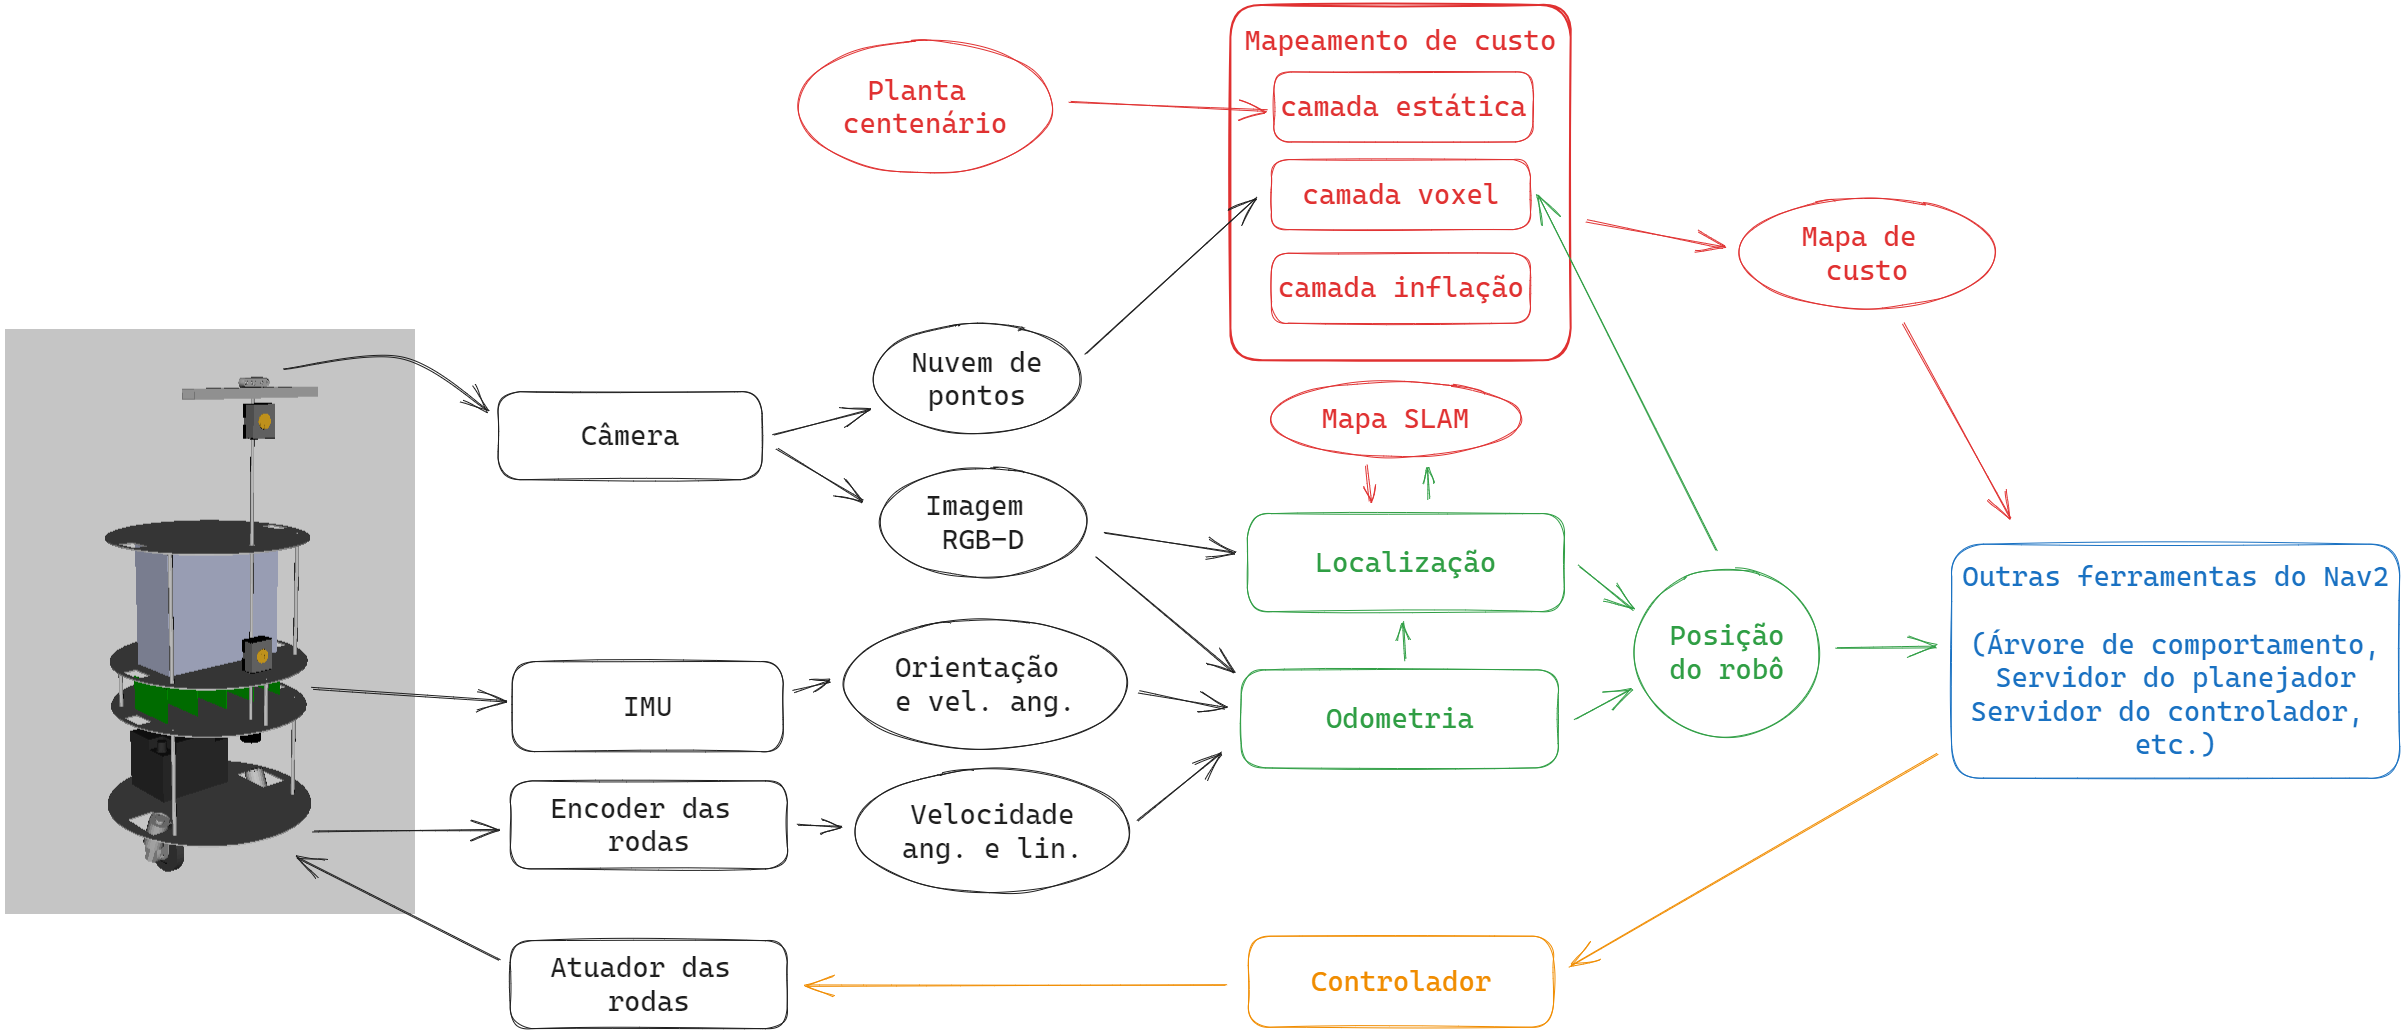 Mapeamento de custo
Planta
centenário
camada estática
camada voxel
camada inflação
Mapa de
custo
Nuvem de
pontos
Câmera
Mapa SLAM
Imagem
RGB-D
Localização
Outras ferramentas do Nav2
(Árvore de comportamento,
Servidor do planejador
Servidor do controlador,
etc.)
Posição
do robô
Orientação
e vel. ang.
IMU
Odometria
Encoder das
rodas
Velocidade
ang. e lin.
Atuador das
rodas
Controlador